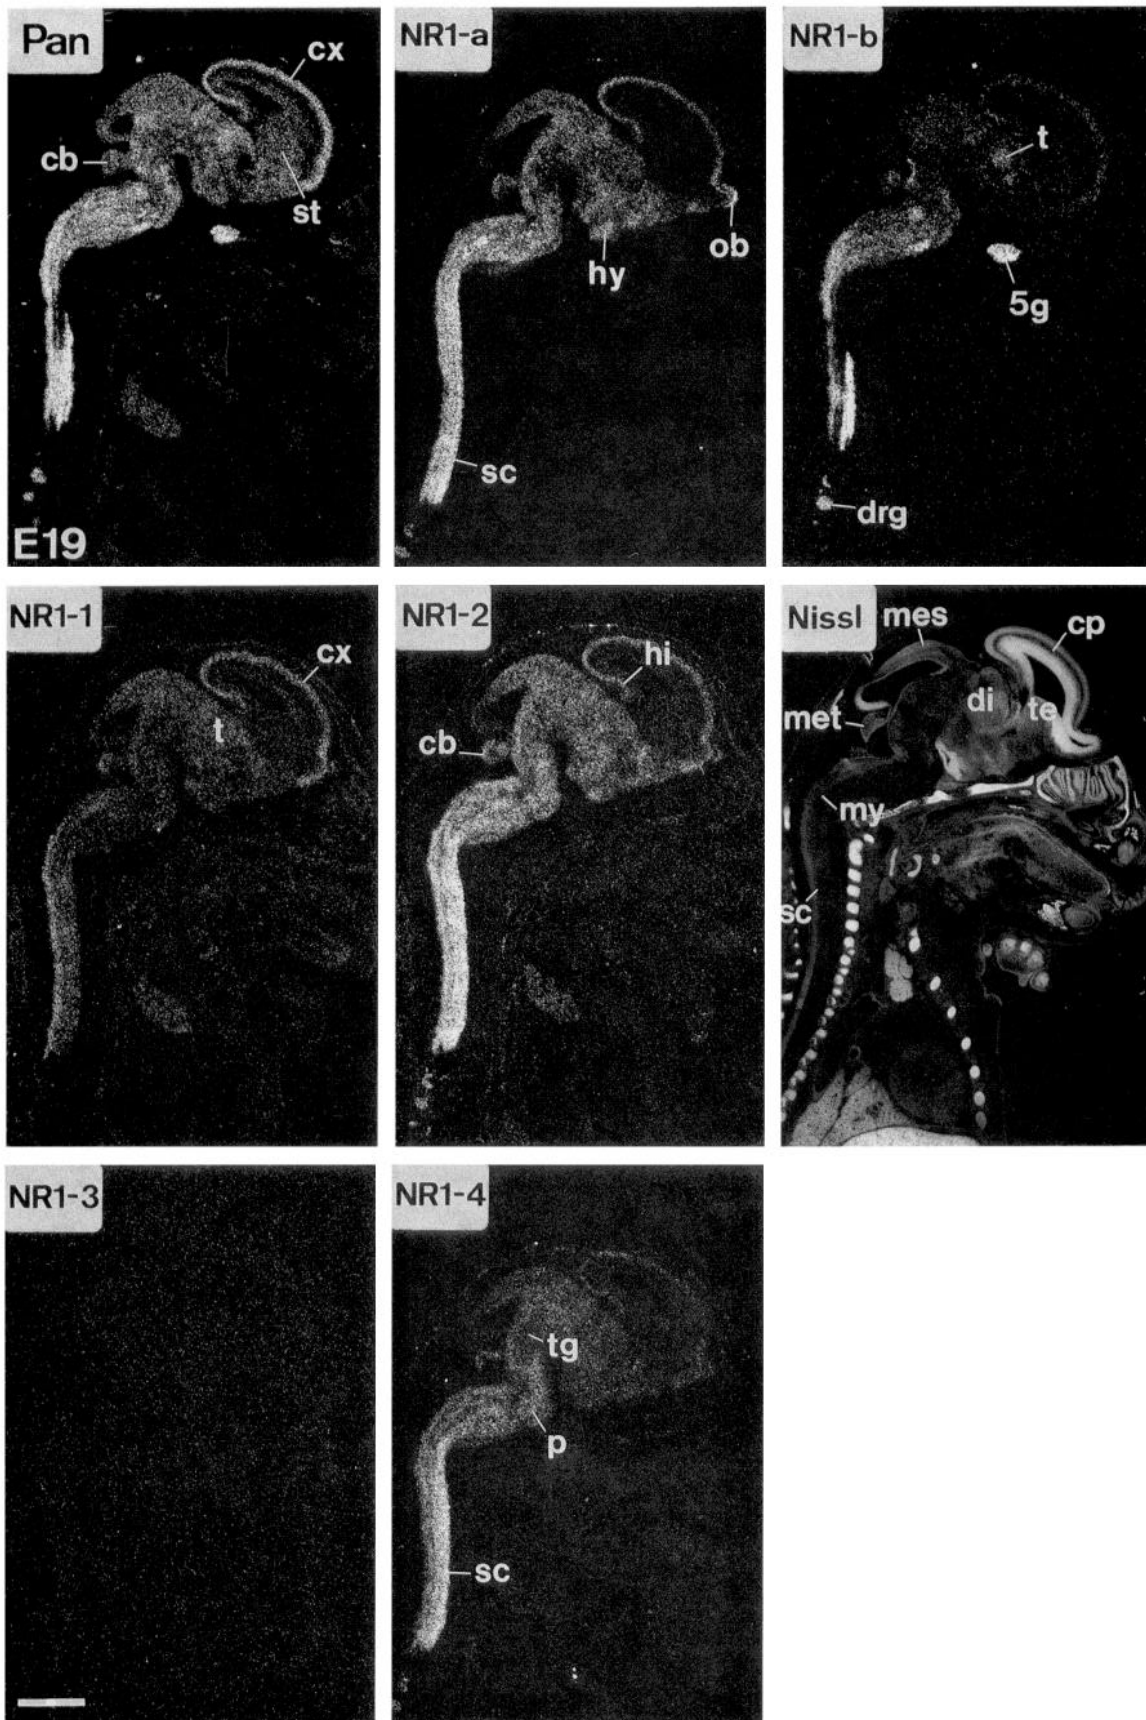 Pan
cx
cb
st
E19
NR1-a
ob
hy
sc
NR1-b
t
5g
drg
NR1-1
cx
t
NR1-2
hi
cb
Nissl
mes
cp
di
te
met
my
sc
NR1-3
NR1-4
tg
p
sc